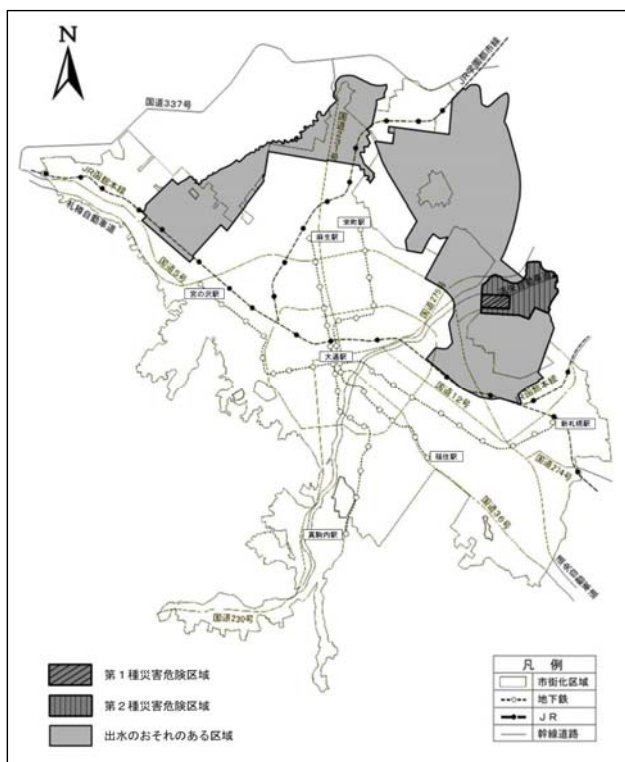 N
国道337号
JR学園都市線
国道231号
JR函館本線
札樽自動車道
国道5号
栄町駅
麻生駅
宮の沢駅
国道275号
大通駅
国道12号
函館本線
新札幌駅
国道274号
福住駅
国道36号
真駒内駅
国道230号
第1種災害危険区域
第2種災害危険区域
出水のおそれのある区域
凡例
市街化区域
地下鉄
JR
幹線道路